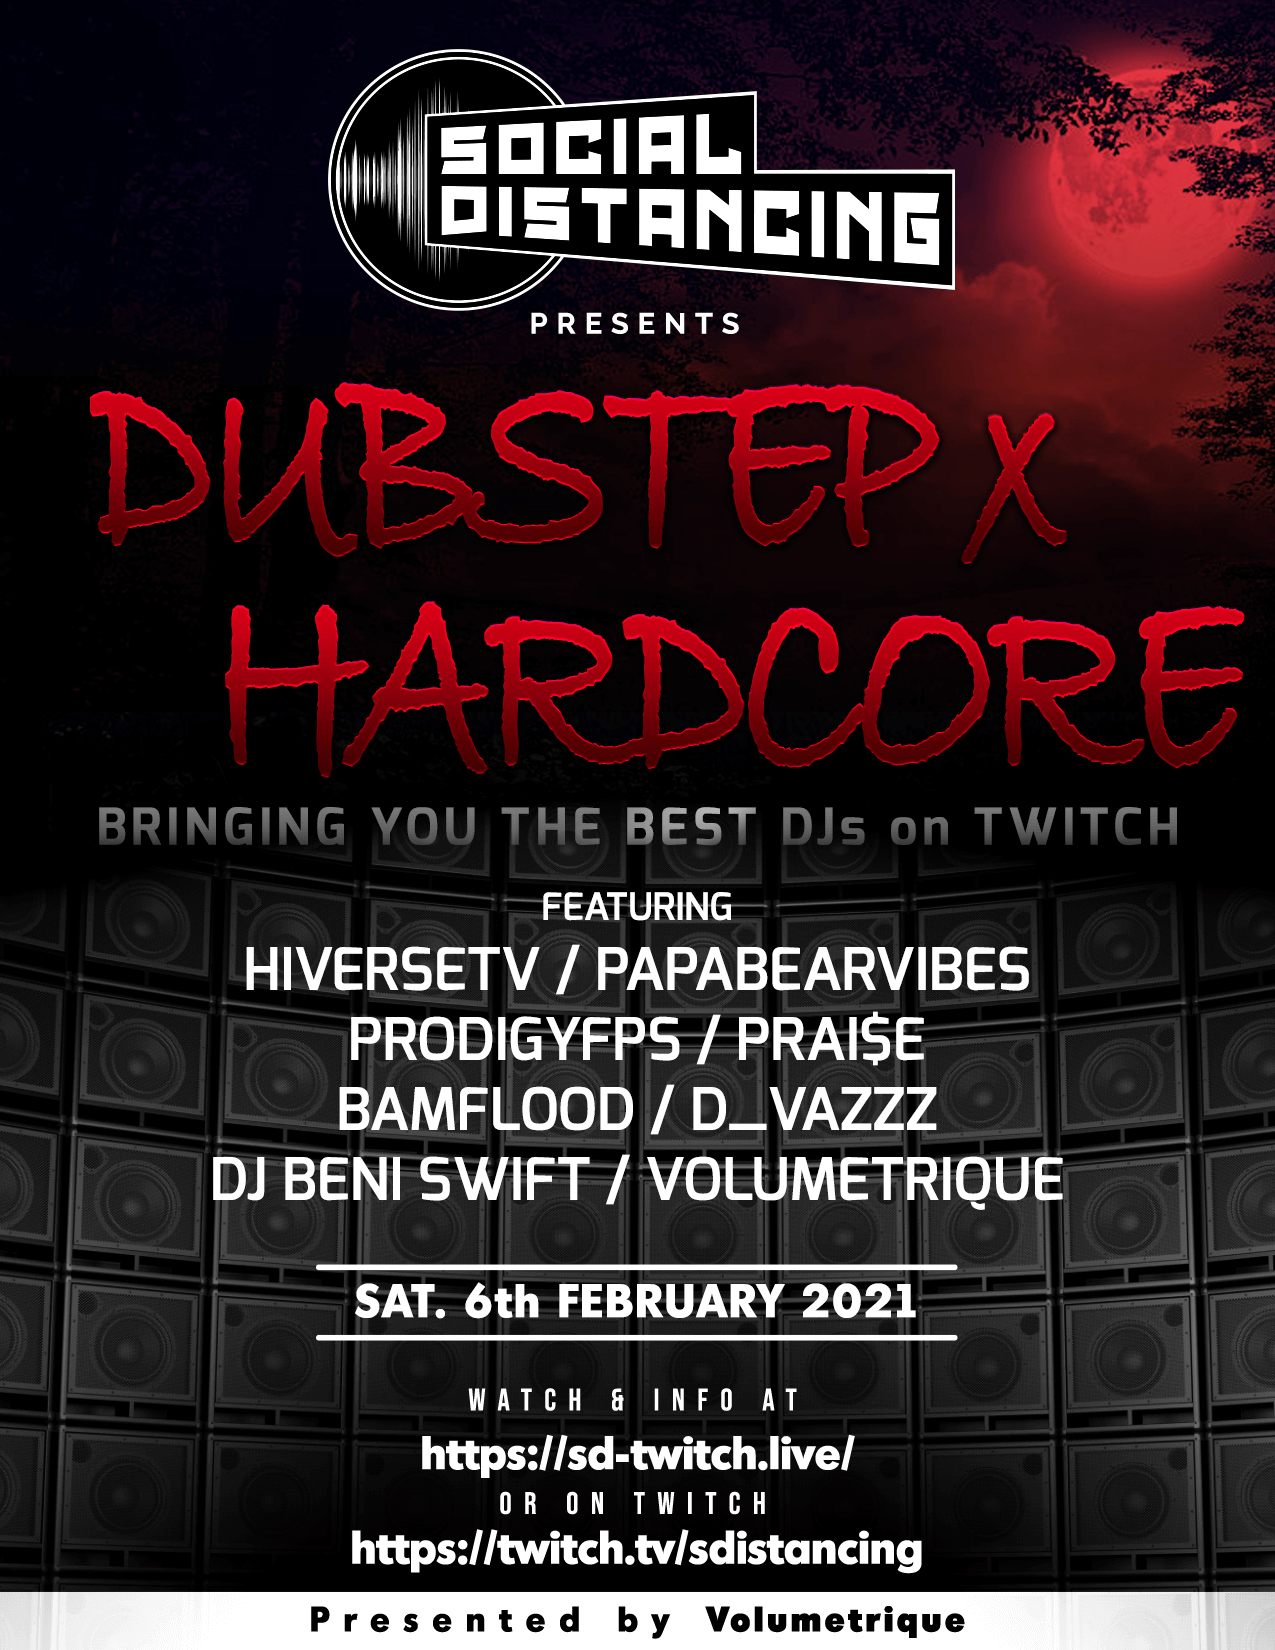 SOCIAL
DISTANCING
PRESENTS
DUBSTEP X
HARDCORE
BRINGING YOU THE BEST DJs on TWITCH
FEATURING
HIVERSETV / PAPABEARVIBES
PRODIGYFPS / PRAI$E
BAMFLOOD / D_VAZZZ
DJ BENI SWIFT / VOLUMETRIQUE
SAT. 6th FEBRUARY 2021
WATCH & INFO AT
https://sd-twitch.live/
OR ON TWITCH
https://twitch.tv/sdistancing
Presented by Volumetrique